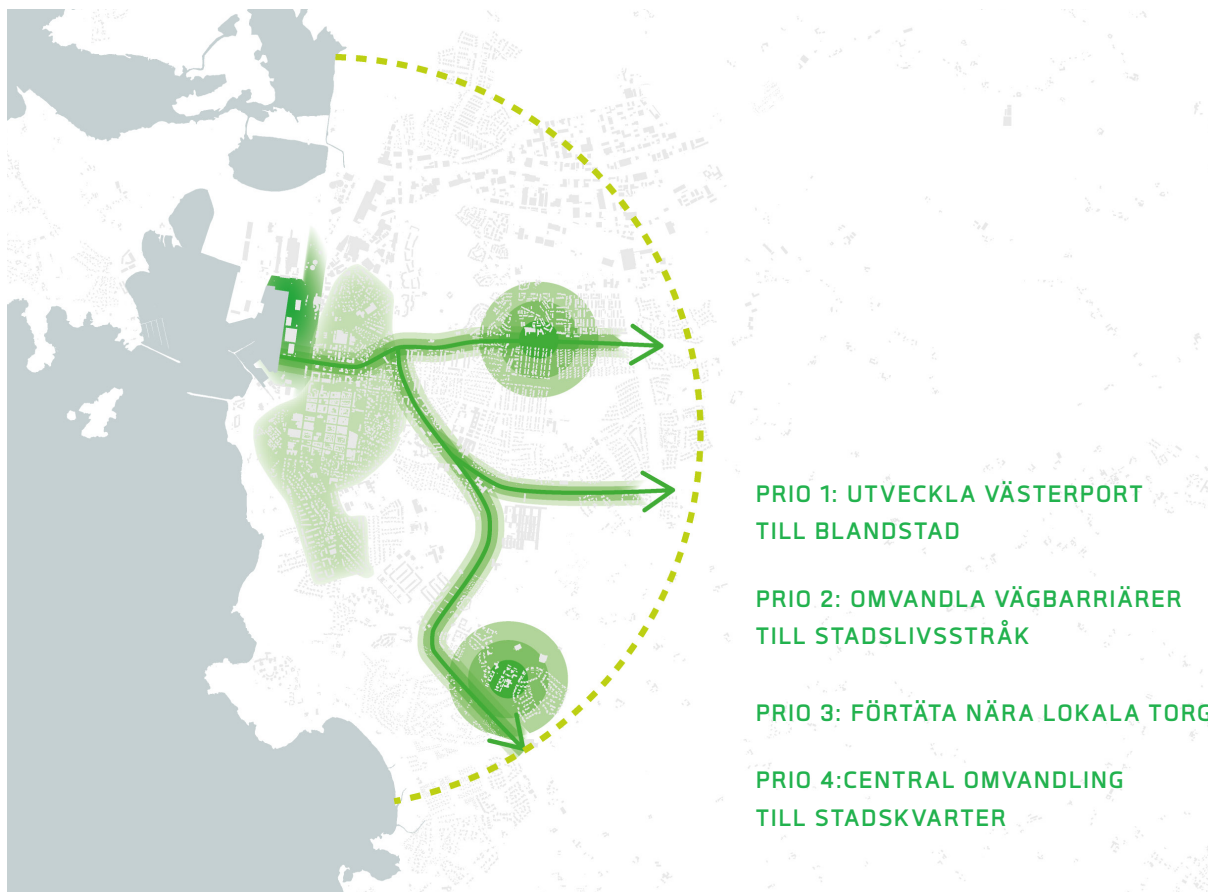 PRIO 1: UTVECKLA VÄSTERPORT
TILL BLANDSTAD
PRIO 2: OMVANDLA VÄGBARRIÄRER
TILL STADSLIVSSTRÅK
PRIO 3: FÖRTÄTA NÄRA LOKALA TORG
PRIO 4:CENTRAL OMVANDLING
TILL STADSKVARTER